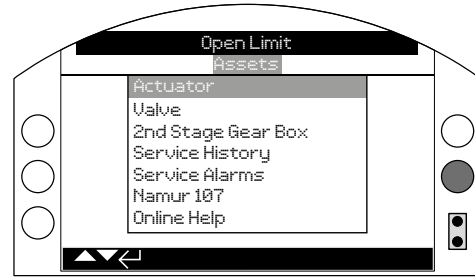 Open Limit
Assets
Actuator
Valve
2nd Stage Gear Box
Service History
Service Alarms
Namur 107
Online Help